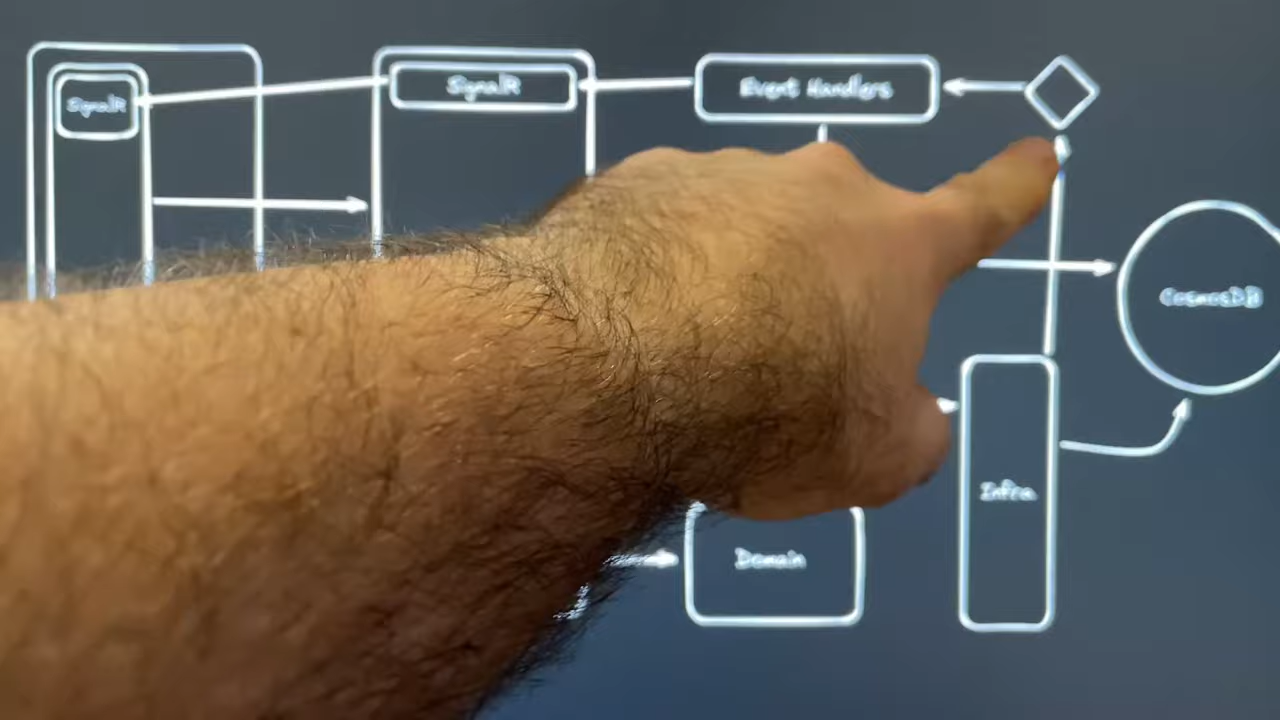 SignalR
SignalR
Event Handlers
CosmosDB
Infra
Domain